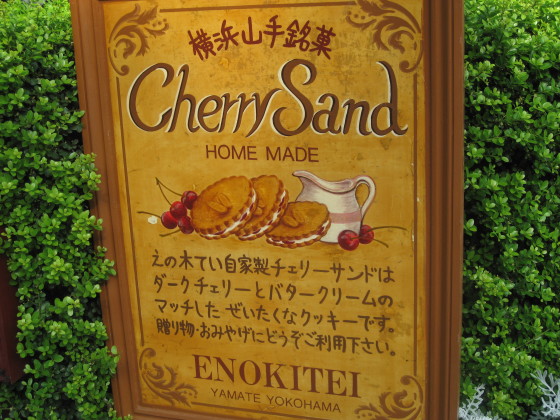 横浜山手銘菓
Cherry Sand
HOME MADE
えの木てい自家製チェリーサンドは
ダークチェリーとバタークリームの
マッチした ぜいたくなクッキーです。
贈り物・おみやげにどうぞご利用下さい。
ENOKITEI
YAMATE YOKOHAMA